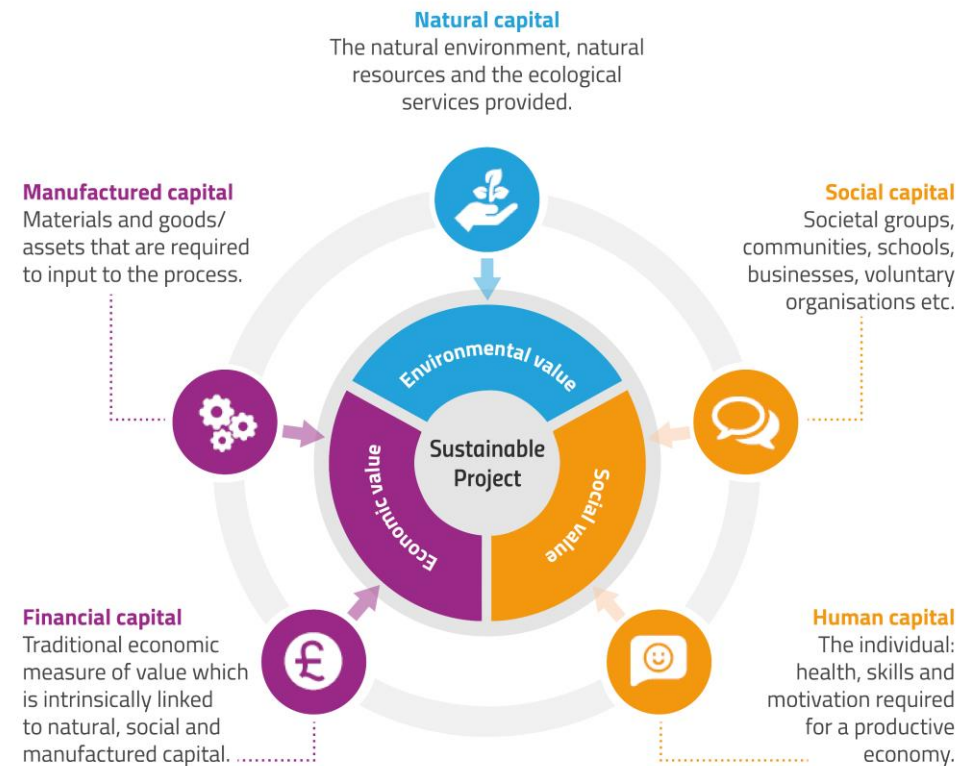 Natural capital
The natural environment, natural
resources and the ecological
services provided.
Manufactured capital
Materials and goods/
assets that are required
to input to the process.
Social capital
Societal groups,
communities, schools,
businesses, voluntary
organisations etc.
Environmental value
Economic value
Social value
Sustainable
Project
Financial capital
Traditional economic
measure of value which
is intrinsically linked
to natural, social and
manufactured capital.
£
Human capital
The individual:
health, skills and
motivation required
for a productive
economy.